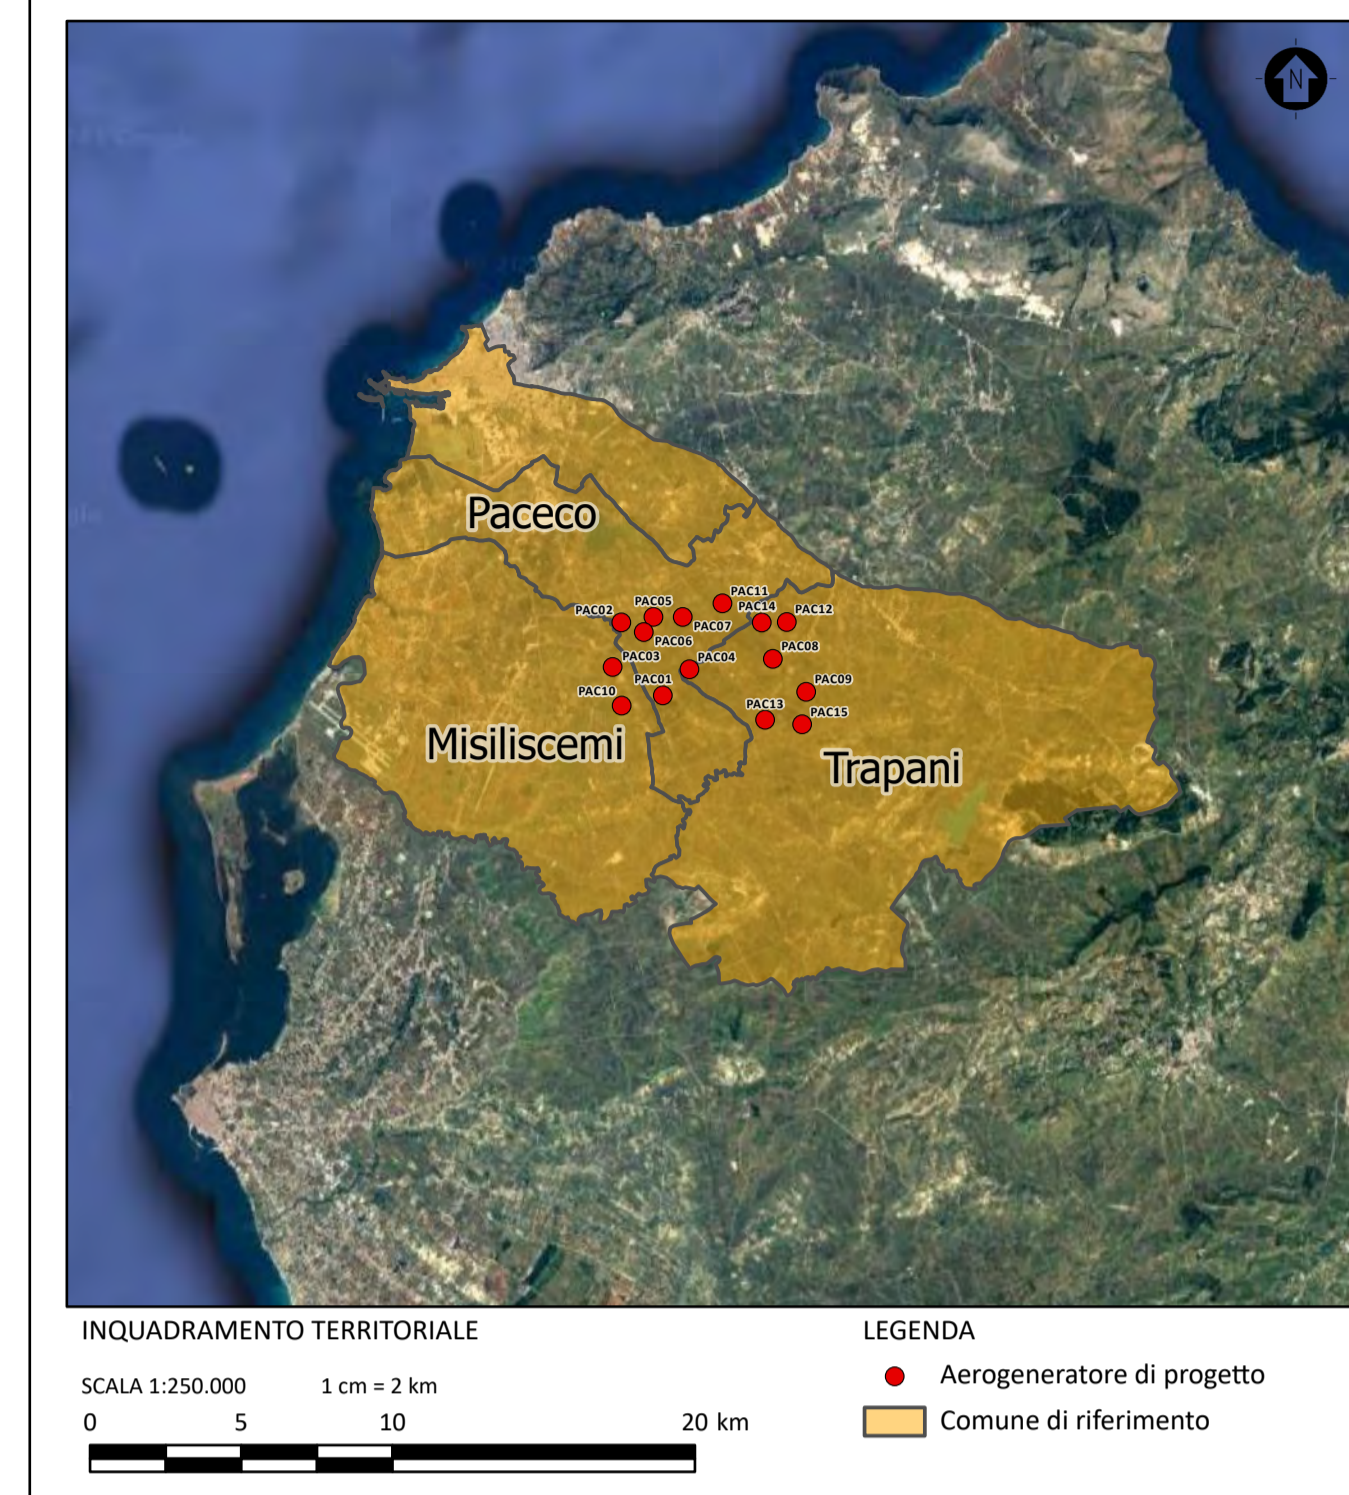 N
Paceco
PAC11
PAC05
PAC02
PAC14
PAC12
PAC07
PAC06
PAC08
PAC03
PAC04
PAC01
PAC09
PAC10
PAC13
PAC15
Misiliscemi
Trapani
INQUADRAMENTO TERRITORIALE
SCALA 1:250.000 1 cm = 2 km
0 5 10 20 km
LEGENDA
Aerogeneratore di progetto
Comune di riferimento